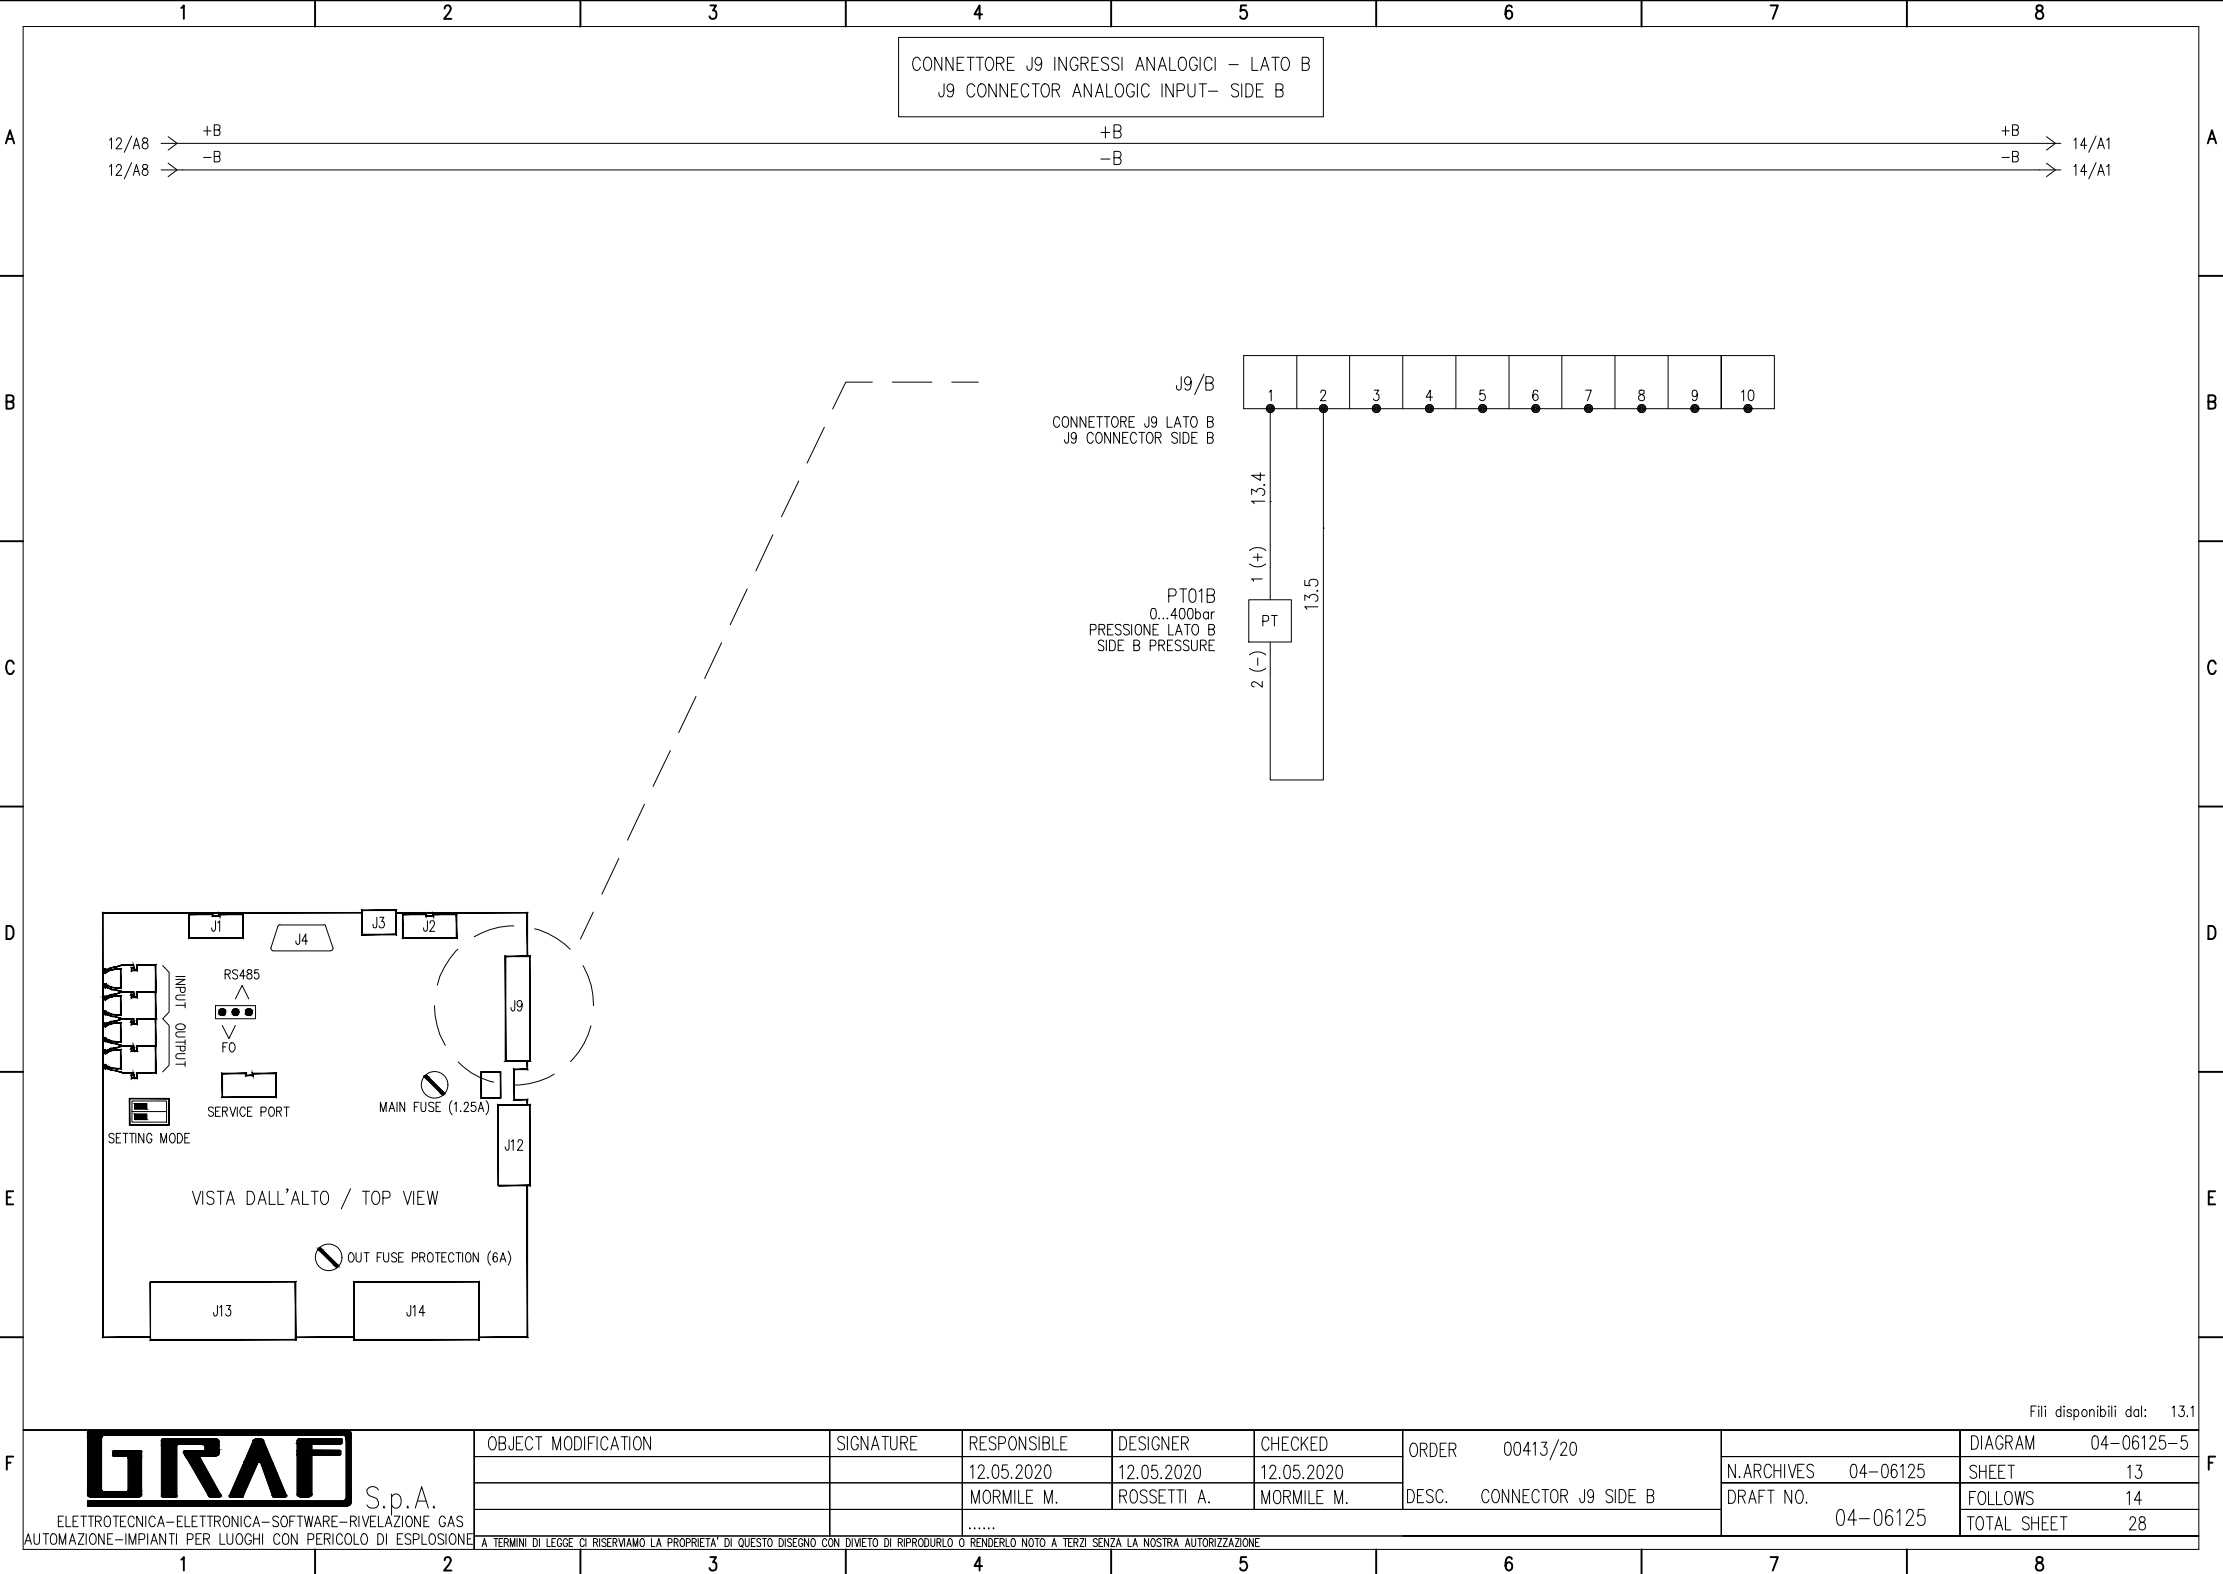 1 2 3 4 5 6 7 8
CONNETTORE J9 INGRESSI ANALOGICI - LATO B
J9 CONNECTOR ANALOGIC INPUT- SIDE B
A
A
12/A8 +B +B +B 14/A1
12/A8 -B -B -B 14/A1
B
B
J9/B
1 2 3 4 5 6 7 8 9 10
CONNETTORE J9 LATO B
J9 CONNECTOR SIDE B
13.4
1 (+)
13.5
PT01B
0...400bar
PRESSIONE LATO B
SIDE B PRESSURE
PT
2 (-)
C
C
D
D
J1
J4
J3
J2
RS485
INPUT
OUTPUT
FO
J9
SERVICE PORT
MAIN FUSE (1.25A)
SETTING MODE
J12
VISTA DALL'ALTO / TOP VIEW
E
E
OUT FUSE PROTECTION (6A)
J13
J14
Fili disponibili dal: 13.1
F
F
GRAF
S.p.A.
ELETTROTECNICA-ELETTRONICA-SOFTWARE-RIVELAZIONE GAS
AUTOMAZIONE-IMPIANTI PER LUOGHI CON PERICOLO DI ESPLOSIONE
OBJECT MODIFICATION
SIGNATURE
RESPONSIBLE
12.05.2020
MORMILE M.
......
DESIGNER
12.05.2020
ROSSETTI A.
CHECKED
12.05.2020
MORMILE M.
ORDER 00413/20
DESC. CONNECTOR J9 SIDE B
N.ARCHIVES 04-06125
DRAFT NO.
04-06125
DIAGRAM 04-06125-5
SHEET 13
FOLLOWS 14
TOTAL SHEET 28
A TERMINI DI LEGGE CI RISERVIAMO LA PROPRIETA' DI QUESTO DISEGNO CON DIVIETO DI RIPRODURLO O RENDERLO NOTO A TERZI SENZA LA NOSTRA AUTORIZZAZIONE
1 2 3 4 5 6 7 8